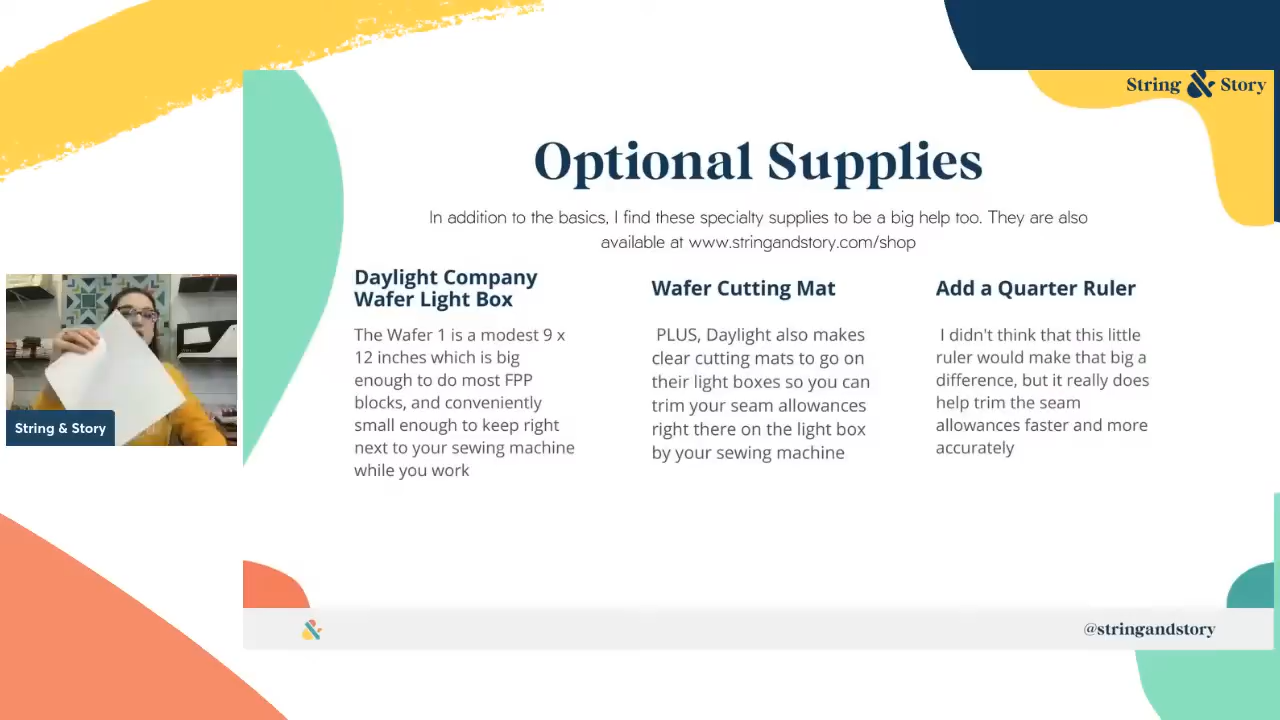 String & Story
Optional Supplies
In addition to the basics, I find these specialty supplies to be a big help too. They are also
available at www.stringandstory.com/shop
Daylight Company
Wafer Light Box
The Wafer 1 is a modest 9 x
12 inches which is big
enough to do most FPP
blocks, and conveniently
small enough to keep right
next to your sewing machine
while you work
Wafer Cutting Mat
PLUS, Daylight also makes
clear cutting mats to go on
their light boxes so you can
trim your seam allowances
right there on the light box
by your sewing machine
Add a Quarter Ruler
I didn't think that this little
ruler would make that big a
difference, but it really does
help trim the seam
allowances faster and more
accurately
String & Story
&
@stringandstory